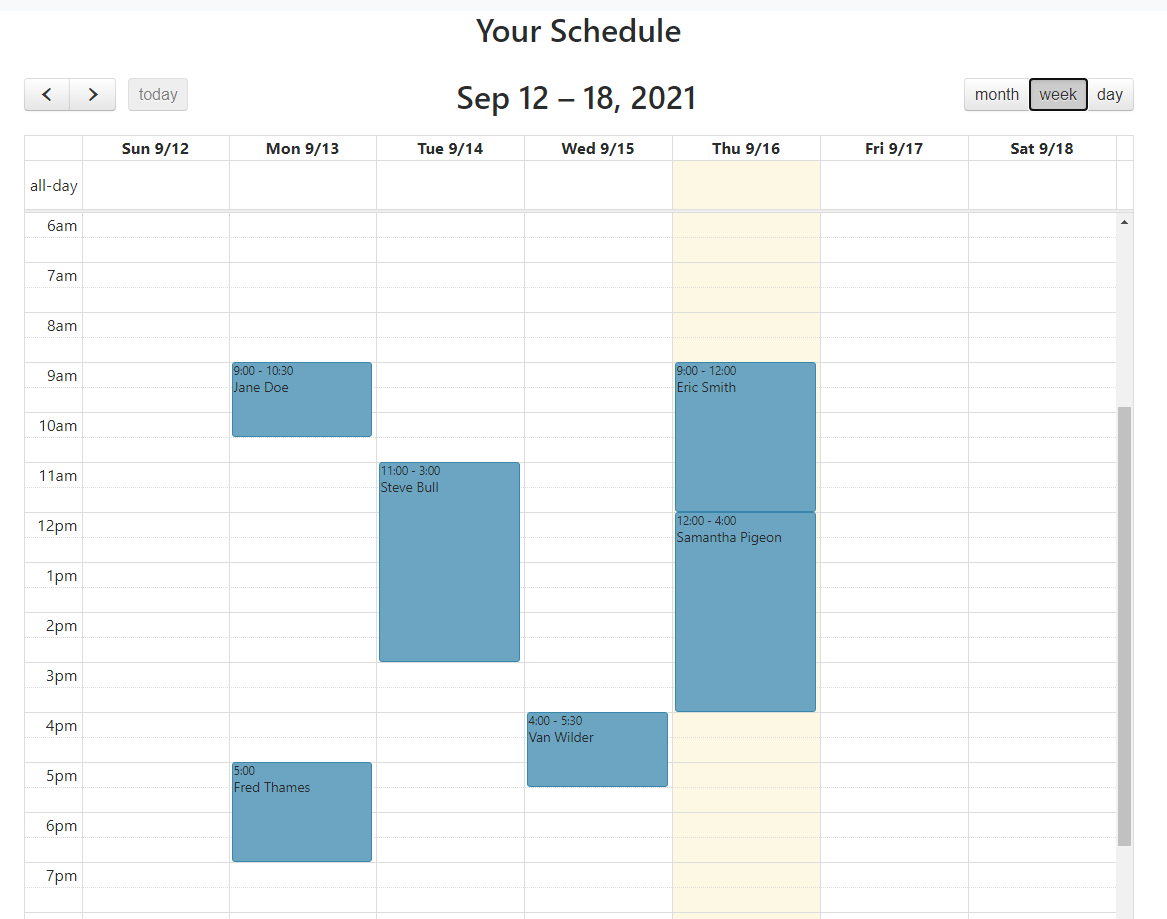 Your Schedule
today
Sep 12 – 18, 2021
month week day
Sun 9/12 Mon 9/13 Tue 9/14 Wed 9/15 Thu 9/16 Fri 9/17 Sat 9/18
all-day
6am
7am
8am
9am
9:00 - 10:30
Jane Doe
9:00 - 12:00
Eric Smith
10am
11am
11:00 - 3:00
Steve Bull
12pm
12:00 - 4:00
Samantha Pigeon
1pm
2pm
3pm
4pm
4:00 - 5:30
Van Wilder
5pm
5:00
Fred Thames
6pm
7pm